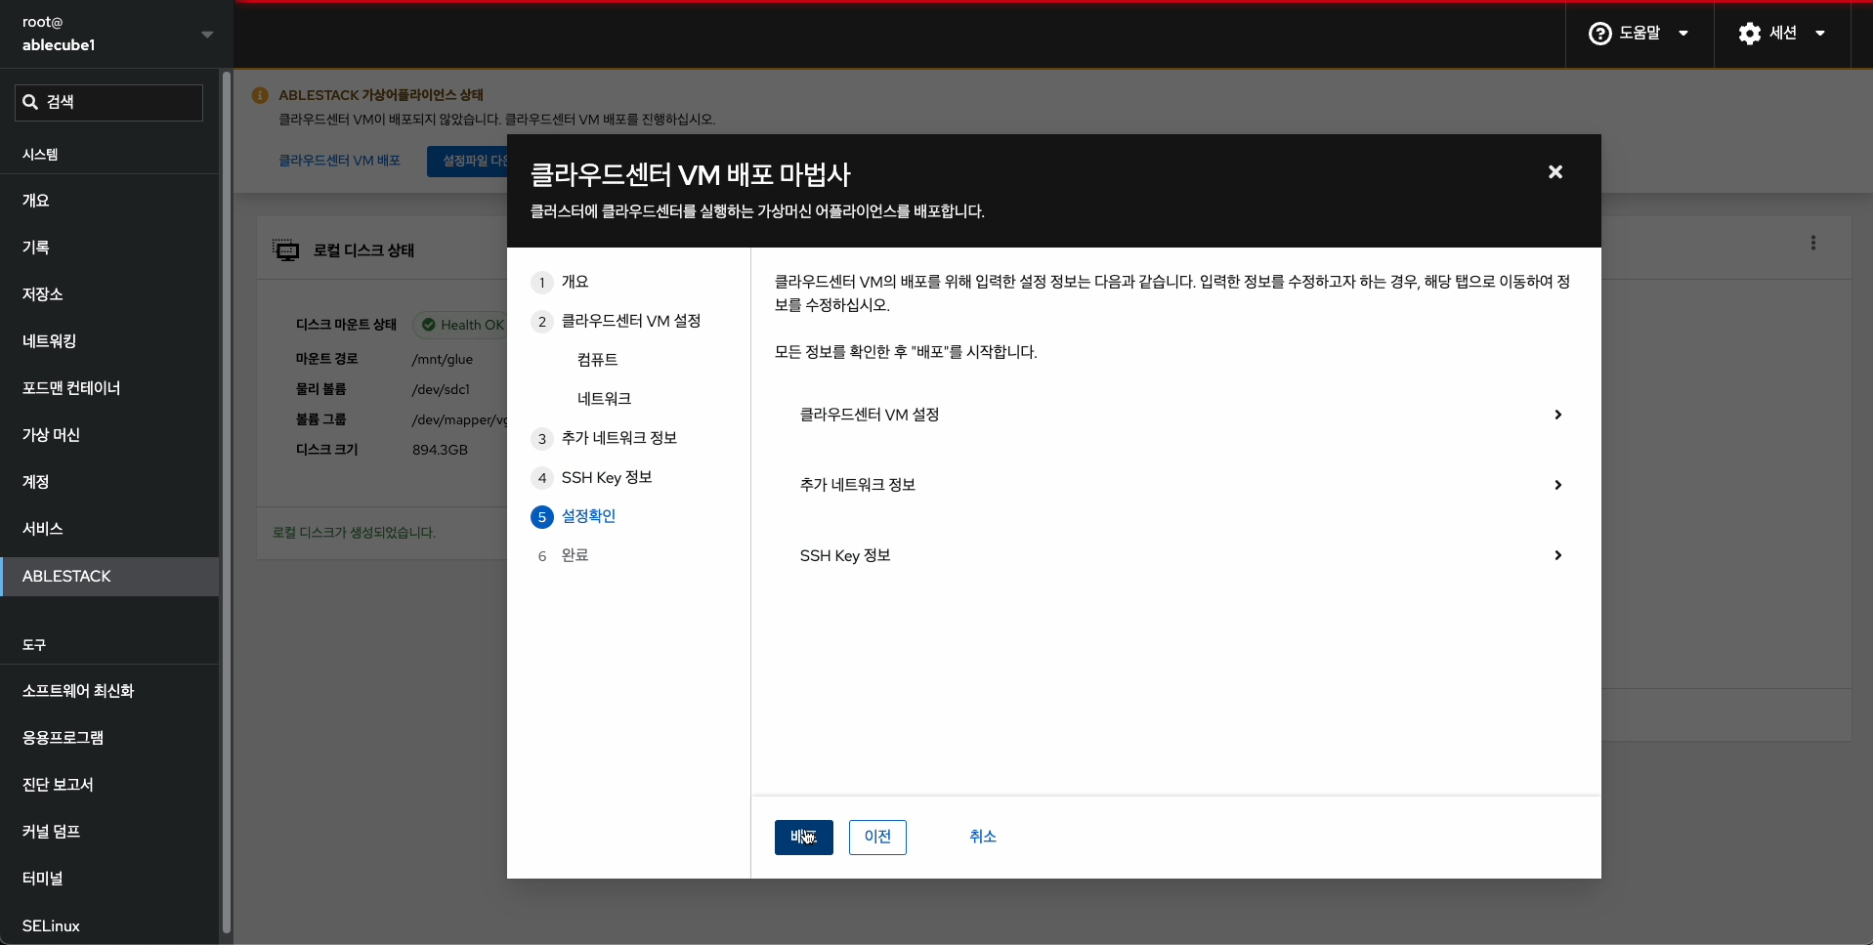 root@
ablecube1
도움말
세션
검색
시스템
개요
기록
저장소
네트워킹
포드맨 컨테이너
가상 머신
계정
서비스
ABLESTACK
도구
소프트웨어 최신화
응용프로그램
진단 보고서
커널 덤프
터미널
SELinux
ABLESTACK 가상어플라이언스 상태
클라우드센터 VM이 배포되지 않았습니다. 클라우드센터 VM 배포를 진행하십시오.
클라우드센터 VM 배포
설정파일
로컬 디스크 상태
디스크 마운트 상태 Health OK
마운트 경로 /mnt/glue
물리 볼륨 /dev/sdc1
볼륨 그룹 /dev/mapper/vg
디스크 크기 894.3GB
로컬 디스크가 생성되었습니다.
클라우드센터 VM 배포 마법사
클러스터에 클라우드센터를 실행하는 가상머신 어플라이언스를 배포합니다.
1 개요
2 클라우드센터 VM 설정
컴퓨트
네트워크
3 추가 네트워크 정보
4 SSH Key 정보
5 설정확인
6 완료
클라우드센터 VM의 배포를 위해 입력한 설정 정보는 다음과 같습니다. 입력한 정보를 수정하고자 하는 경우, 해당 탭으로 이동하여 정
보를 수정하십시오.
모든 정보를 확인한 후 "배포"를 시작합니다.
클라우드센터 VM 설정
추가 네트워크 정보
SSH Key 정보
이전
취소